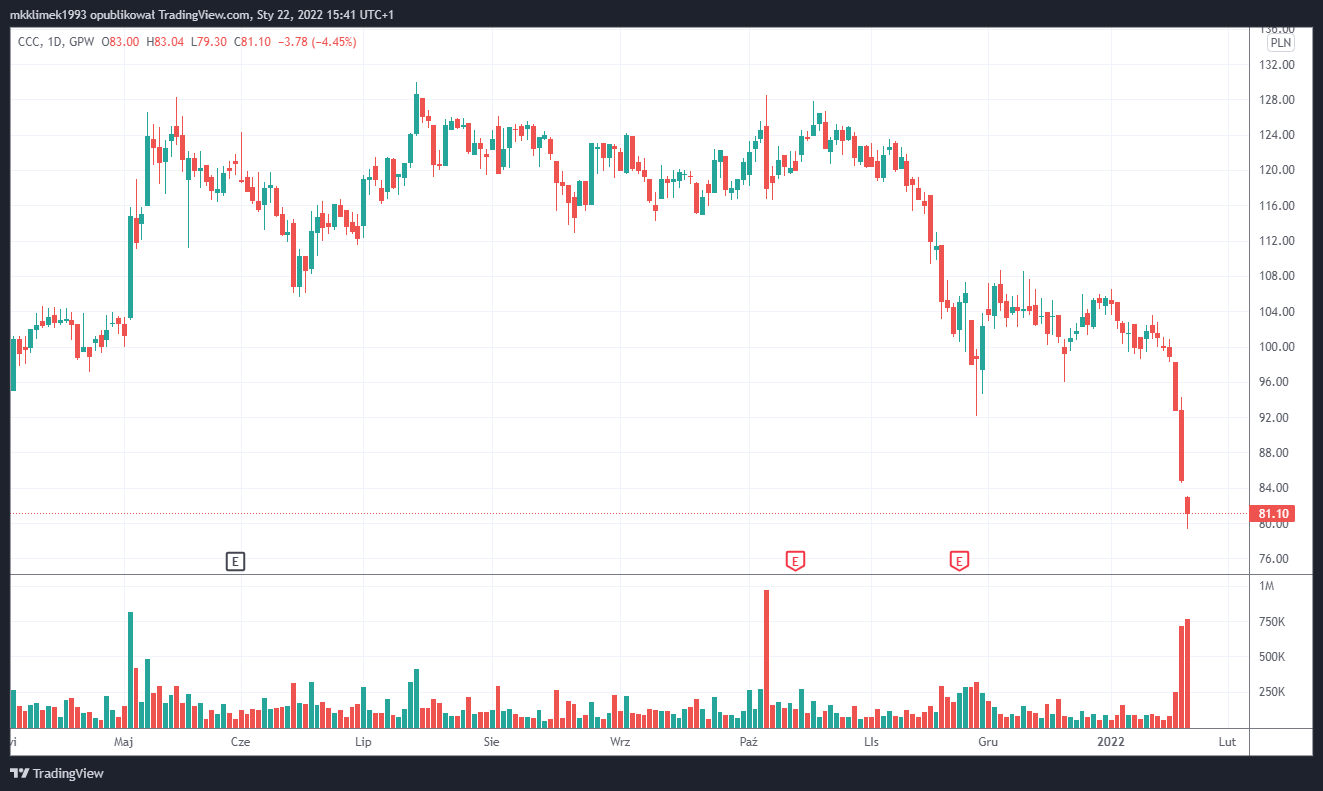 mkklimek1993 opublikował TradingView.com, Sty 22, 2022 15:41 UTC+1
CCC, 1D, GPW O83.00 H83.04 L79.30 C81.10 −3.78 (−4.45%)
136.00
PLN
132.00
128.00
124.00
120.00
116.00
112.00
108.00
104.00
100.00
96.00
92.00
88.00
84.00
81.10
80.00
76.00
E E E
1M
750K
500K
250K
vi Maj Cze Lip Sie Wrz Paź LIs Gru 2022 Lut
TradingView